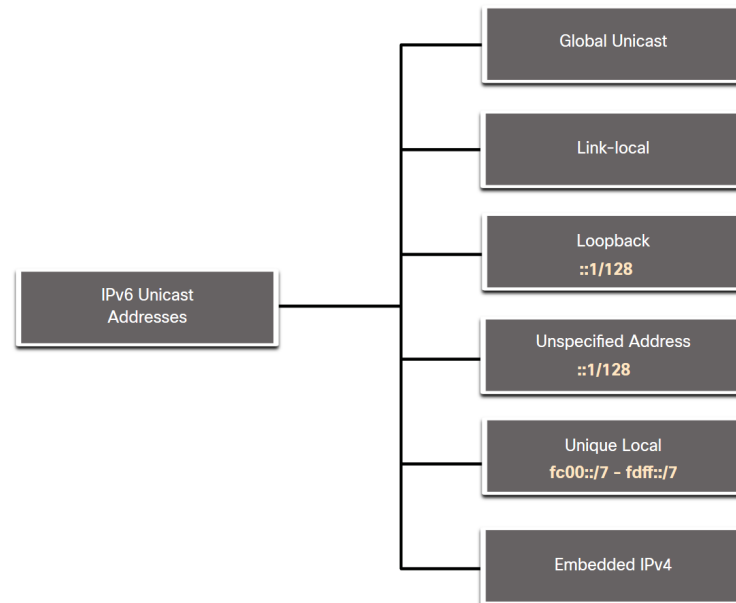 Global Unicast
Link-local
Loopback
::1/128
IPv6 Unicast
Addresses
Unspecified Address
::1/128
Unique Local
fc00::/7 - fdff::/7
Embedded IPv4